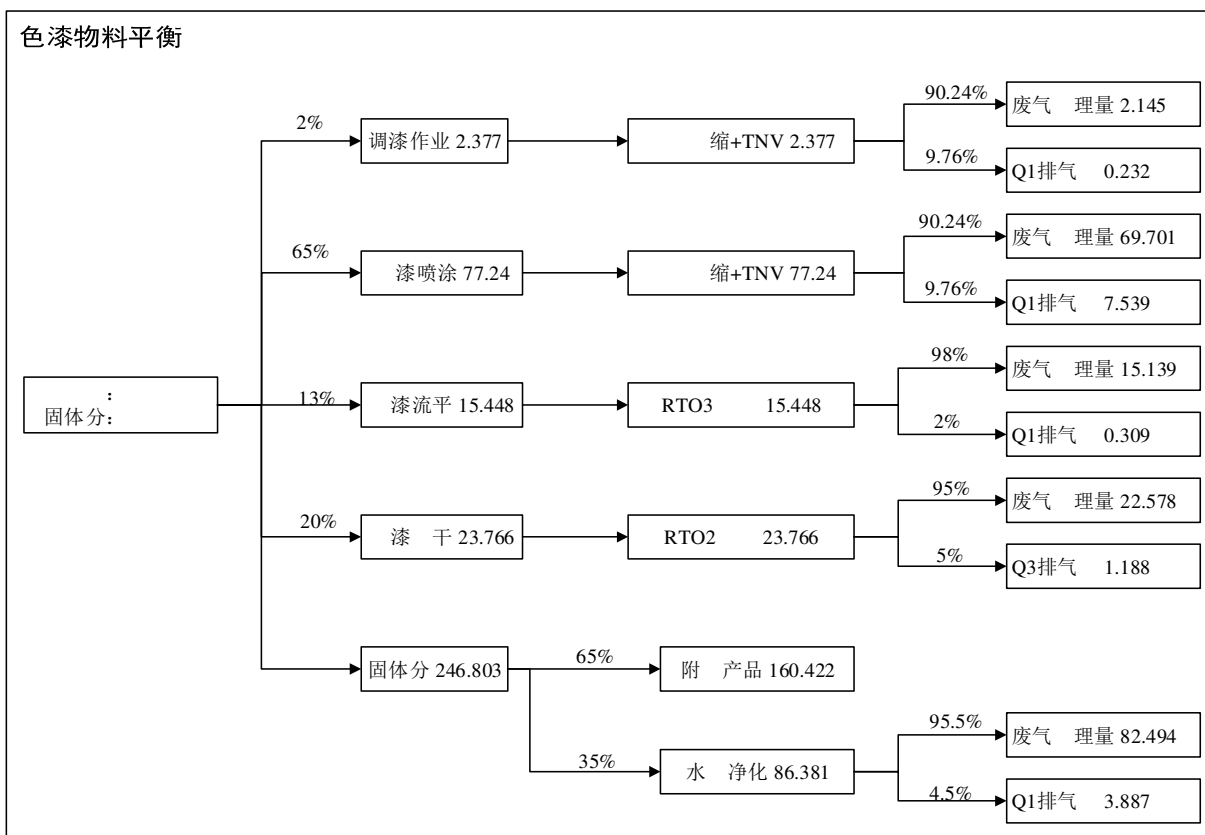 色漆物料平衡
2%
调漆作业 2.377
缩+TNV 2.377
90.24%
废气 理量 2.145
9.76%
Q1排气 0.232
65%
漆喷涂 77.24
缩+TNV 77.24
90.24%
废气 理量 69.701
9.76%
Q1排气 7.539
:
固体分:
13%
漆流平 15.448
RTO3 15.448
98%
废气 理量 15.139
2%
Q1排气 0.309
20%
漆 干 23.766
RTO2 23.766
95%
废气 理量 22.578
5%
Q3排气 1.188
固体分 246.803
65%
附 产品 160.422
35%
水 净化 86.381
95.5%
废气 理量 82.494
4.5%
Q1排气 3.887